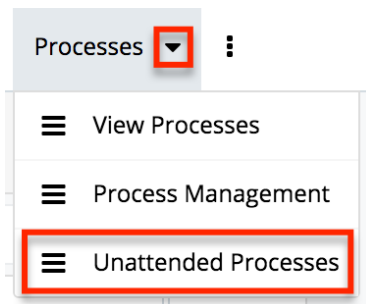 Processes
View Processes
Process Management
Unattended Processes